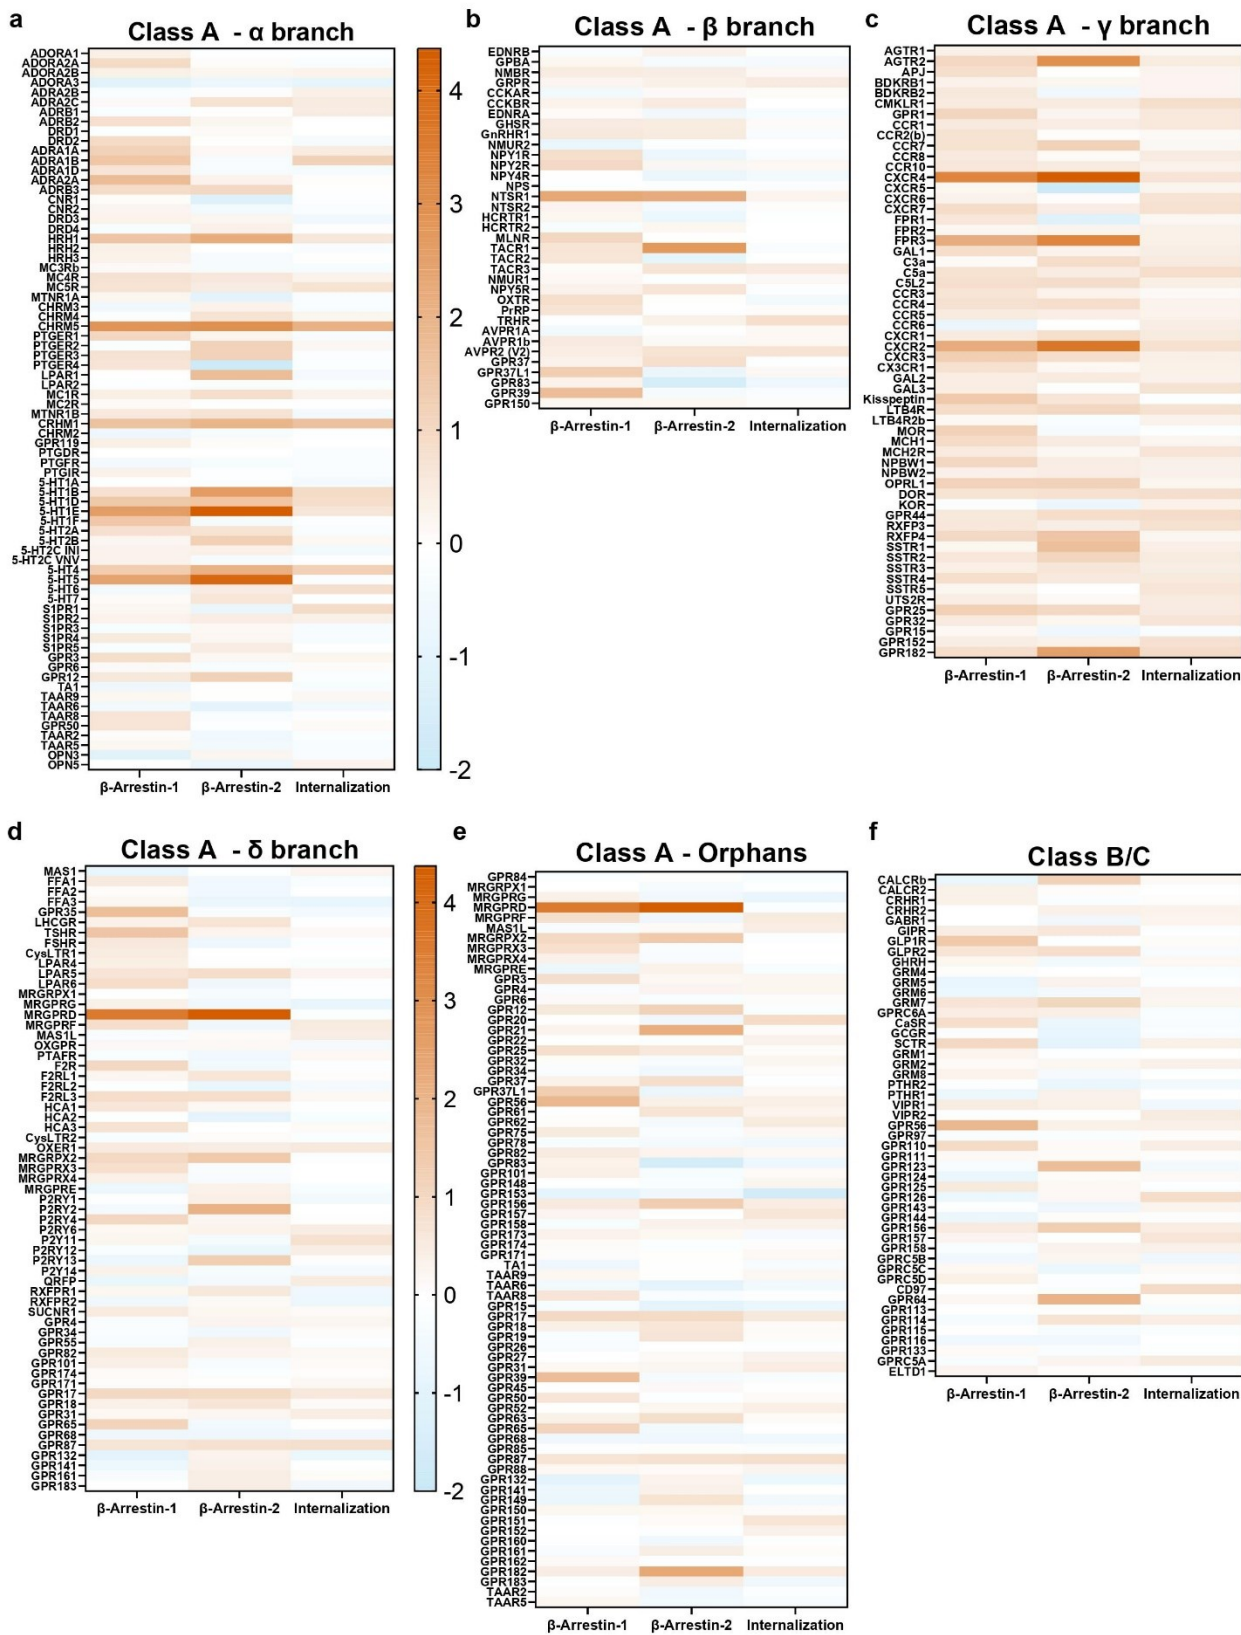 a
Class A - α branch
ADORA1
ADORA2A
ADORA2B
ADORA3
ADRA2B
ADRA2C
ADRB1
ADRB2
DRD1
DRD2
ADRA1A
ADRA1B
ADRA1D
ADRA2A
ADRB3
CNR1
CNR2
DRD3
DRD4
HRH1
HRH2
HRH3
MC3Rb
MC4R
MC5R
MTNR1A
CHRM3
CHRM4
CHRM5
PTGER1
PTGER2
PTGER3
PTGER4
LPAR1
LPAR2
MC1R
MC2R
MTNR1B
CRHM1
CHRM2
GPR119
PTGDR
PTGFR
PTGIR
5-HT1A
5-HT1B
5-HT1D
5-HT1E
5-HT1F
5-HT2A
5-HT2B
5-HT2C INI
5-HT2C VNV
5-HT4
5-HT5
5-HT6
5-HT7
S1PR1
S1PR2
S1PR3
S1PR4
S1PR5
GPR3
GPR6
GPR12
TA1
TAAR9
TAAR6
TAAR8
GPR50
TAAR2
TAAR5
OPN3
OPN5
β-Arrestin-1
β-Arrestin-2
Internalization
4
3
2
1
0
-1
-2
b
Class A - β branch
EDNRB
GPBA
NMBR
GRPR
CCKAR
CCKBR
EDNRA
GHSR
GnRHR1
NMUR2
NPY1R
NPY2R
NPY4R
NPS
NTSR1
NTSR2
HCRTR1
HCRTR2
MLNR
TACR1
TACR2
TACR3
NMUR1
NPY5R
OXTR
PrRP
TRHR
AVPR1A
AVPR1b
AVPR2 (V2)
GPR37
GPR37L1
GPR83
GPR39
GPR150
β-Arrestin-1
β-Arrestin-2
Internalization
c
Class A - γ branch
AGTR1
AGTR2
APJ
BDKRB1
BDKRB2
CMKLR1
GPR1
CCR1
CCR2(b)
CCR7
CCR8
CCR10
CXCR4
CXCR5
CXCR6
CXCR7
FPR1
FPR2
FPR3
GAL1
C3a
C5a
C5L2
CCR3
CCR4
CCR5
CCR6
CXCR1
CXCR2
CXCR3
CX3CR1
GAL2
GAL3
Kisspeptin
LTB4R
LTB4R2b
MOR
MCH1
MCH2R
NPBW1
NPBW2
OPRL1
DOR
KOR
GPR44
RXFP3
RXFP4
SSTR1
SSTR2
SSTR3
SSTR4
SSTR5
UTS2R
GPR25
GPR32
GPR15
GPR152
GPR182
β-Arrestin-1
β-Arrestin-2
Internalization
d
Class A - δ branch
MAS1
FFA1
FFA2
FFA3
GPR35
LHCGR
TSHR
FSHR
CysLTR1
LPAR4
LPAR5
LPAR6
MRGRPX1
MRGPRG
MRGPRD
MRGPRF
MAS1L
OXGPR
PTAFR
F2R
F2RL1
F2RL2
F2RL3
HCA1
HCA2
HCA3
CysLTR2
OXER1
MRGRPX2
MRGPRX3
MRGPRX4
MRGPRE
P2RY1
P2RY2
P2RY4
P2RY6
P2Y11
P2RY12
P2RY13
P2Y14
QRFP
RXFPR1
RXFPR2
SUCNR1
GPR4
GPR34
GPR55
GPR82
GPR101
GPR174
GPR171
GPR17
GPR18
GPR31
GPR65
GPR68
GPR87
GPR132
GPR141
GPR161
GPR183
β-Arrestin-1
β-Arrestin-2
Internalization
4
3
2
1
0
-1
-2
e
Class A - Orphans
GPR84
MRGPRX1
MRGPRG
MRGPRD
MRGPRF
MAS1L
MRGRPX2
MRGPRX3
MRGPRX4
MRGPRE
GPR3
GPR4
GPR6
GPR12
GPR20
GPR21
GPR22
GPR25
GPR32
GPR34
GPR37
GPR37L1
GPR56
GPR61
GPR62
GPR75
GPR78
GPR82
GPR83
GPR101
GPR148
GPR153
GPR156
GPR157
GPR158
GPR173
GPR174
GPR171
TA1
TAAR9
TAAR6
TAAR8
GPR15
GPR17
GPR18
GPR19
GPR26
GPR27
GPR31
GPR39
GPR45
GPR50
GPR52
GPR63
GPR65
GPR68
GPR85
GPR87
GPR88
GPR132
GPR141
GPR149
GPR150
GPR151
GPR152
GPR160
GPR161
GPR162
GPR182
GPR183
TAAR2
TAAR5
β-Arrestin-1
β-Arrestin-2
Internalization
f
Class B/C
CALCRb
CALCR2
CRHR1
CRHR2
GABR1
GIPR
GLP1R
GLPR2
GHRH
GRM4
GRM5
GRM6
GRM7
GPRC6A
CaSR
GCGR
SCTR
GRM1
GRM2
GRM8
PTHR2
PTHR1
VIPR1
VIPR2
GPR56
GPR97
GPR110
GPR111
GPR123
GPR124
GPR125
GPR126
GPR143
GPR144
GPR156
GPR157
GPR158
GPRC5B
GPRC5C
GPRC5D
CD97
GPR64
GPR113
GPR114
GPR115
GPR116
GPR133
GPRC5A
ELTD1
β-Arrestin-1
β-Arrestin-2
Internalization